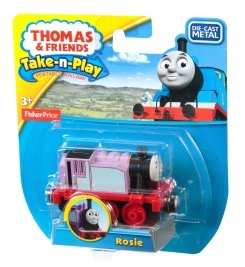 THOMAS
& FRIENDS
Take-n-Play
DIE-CAST
METAL
3+
Fisher-Price
Rosie